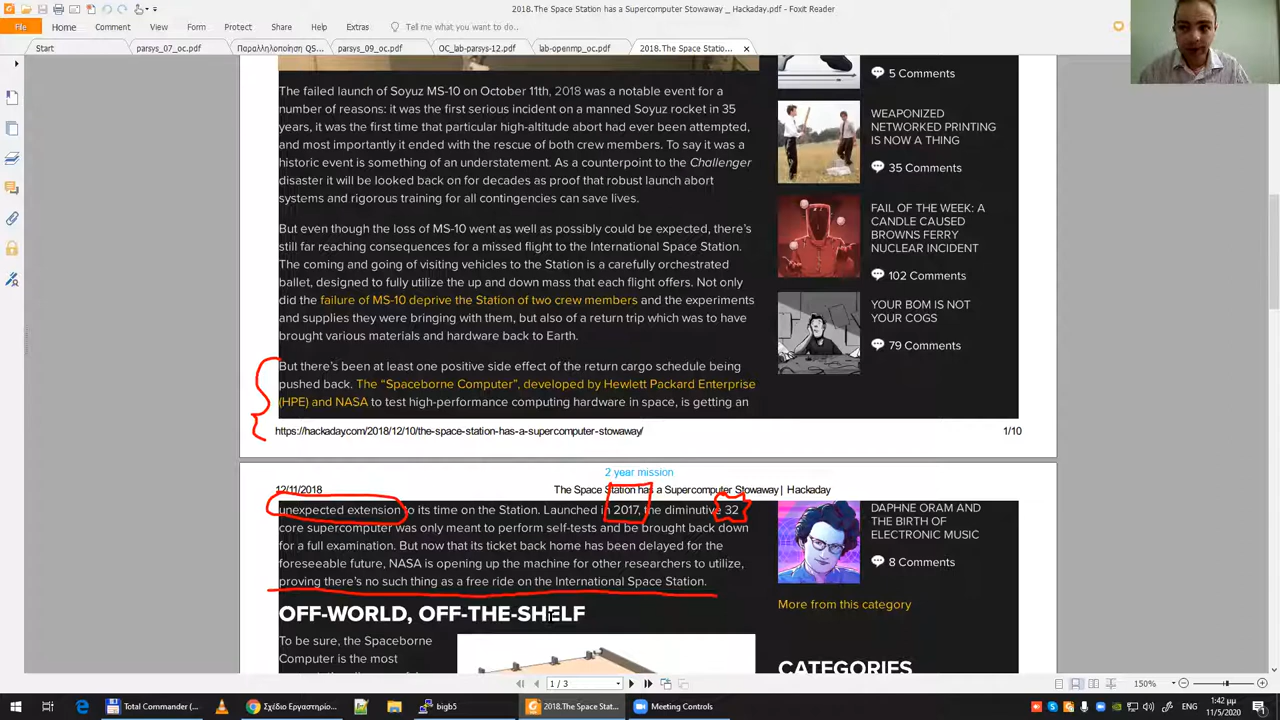 2018.The Space Station has a Supercomputer Stowaway _ Hackaday.pdf - Foxit Reader
File Home Comment View Form Protect Share Help Extras Tell me what you want to do...
Start parsys_07_oc.pdf Παραλληλοποίηση QS... parsys_09_oc.pdf OC_lab-parsys-12.pdf lab-openmp_oc.pdf 2018.The Space Statio...
The failed launch of Soyuz MS-10 on October 11th, 2018 was a notable event for a
number of reasons: it was the first serious incident on a manned Soyuz rocket in 35
years, it was the first time that particular high-altitude abort had ever been attempted,
and most importantly it ended with the rescue of both crew members. To say it was a
historic event is something of an understatement. As a counterpoint to the Challenger
disaster it will be looked back on for decades as proof that robust launch abort
systems and rigorous training for all contingencies can save lives.
But even though the loss of MS-10 went as well as possibly could be expected, there's
still far reaching consequences for a missed flight to the International Space Station.
The coming and going of visiting vehicles to the Station is a carefully orchestrated
ballet, designed to fully utilize the up and down mass that each flight offers. Not only
did the failure of MS-10 deprive the Station of two crew members and the experiments
and supplies they were bringing with them, but also of a return trip which was to have
brought various materials and hardware back to Earth.
But there's been at least one positive side effect of the return cargo schedule being
pushed back. The “Spaceborne Computer”, developed by Hewlett Packard Enterprise
(HPE) and NASA to test high-performance computing hardware in space, is getting an
5 Comments
WEAPONIZED
NETWORKED PRINTING
IS NOW A THING
35 Comments
FAIL OF THE WEEK: A
CANDLE CAUSED
BROWNS FERRY
NUCLEAR INCIDENT
102 Comments
YOUR BOM IS NOT
YOUR COGS
79 Comments
https://hackaday.com/2018/12/10/the-space-station-has-a-supercomputer-stowaway/ 1/10
2 year mission
12/11/2018 The Space Station has a Supercomputer Stowaway | Hackaday
unexpected extension to its time on the Station. Launched in 2017, the diminutive 32
core supercomputer was only meant to perform self-tests and be brought back down
for a full examination. But now that its ticket back home has been delayed for the
foreseeable future, NASA is opening up the machine for other researchers to utilize,
proving there's no such thing as a free ride on the International Space Station.
OFF-WORLD, OFF-THE-SHELF
To be sure, the Spaceborne
Computer is the most
DAPHNE ORAM AND
THE BIRTH OF
ELECTRONIC MUSIC
8 Comments
More from this category
CATEGORIES
1 / 3 150%
Total Commander (... Σχέδιο Εργαστηρίο... bigb5 2018.The Space Stat... Meeting Controls
1:42 μμ
11/5/2020